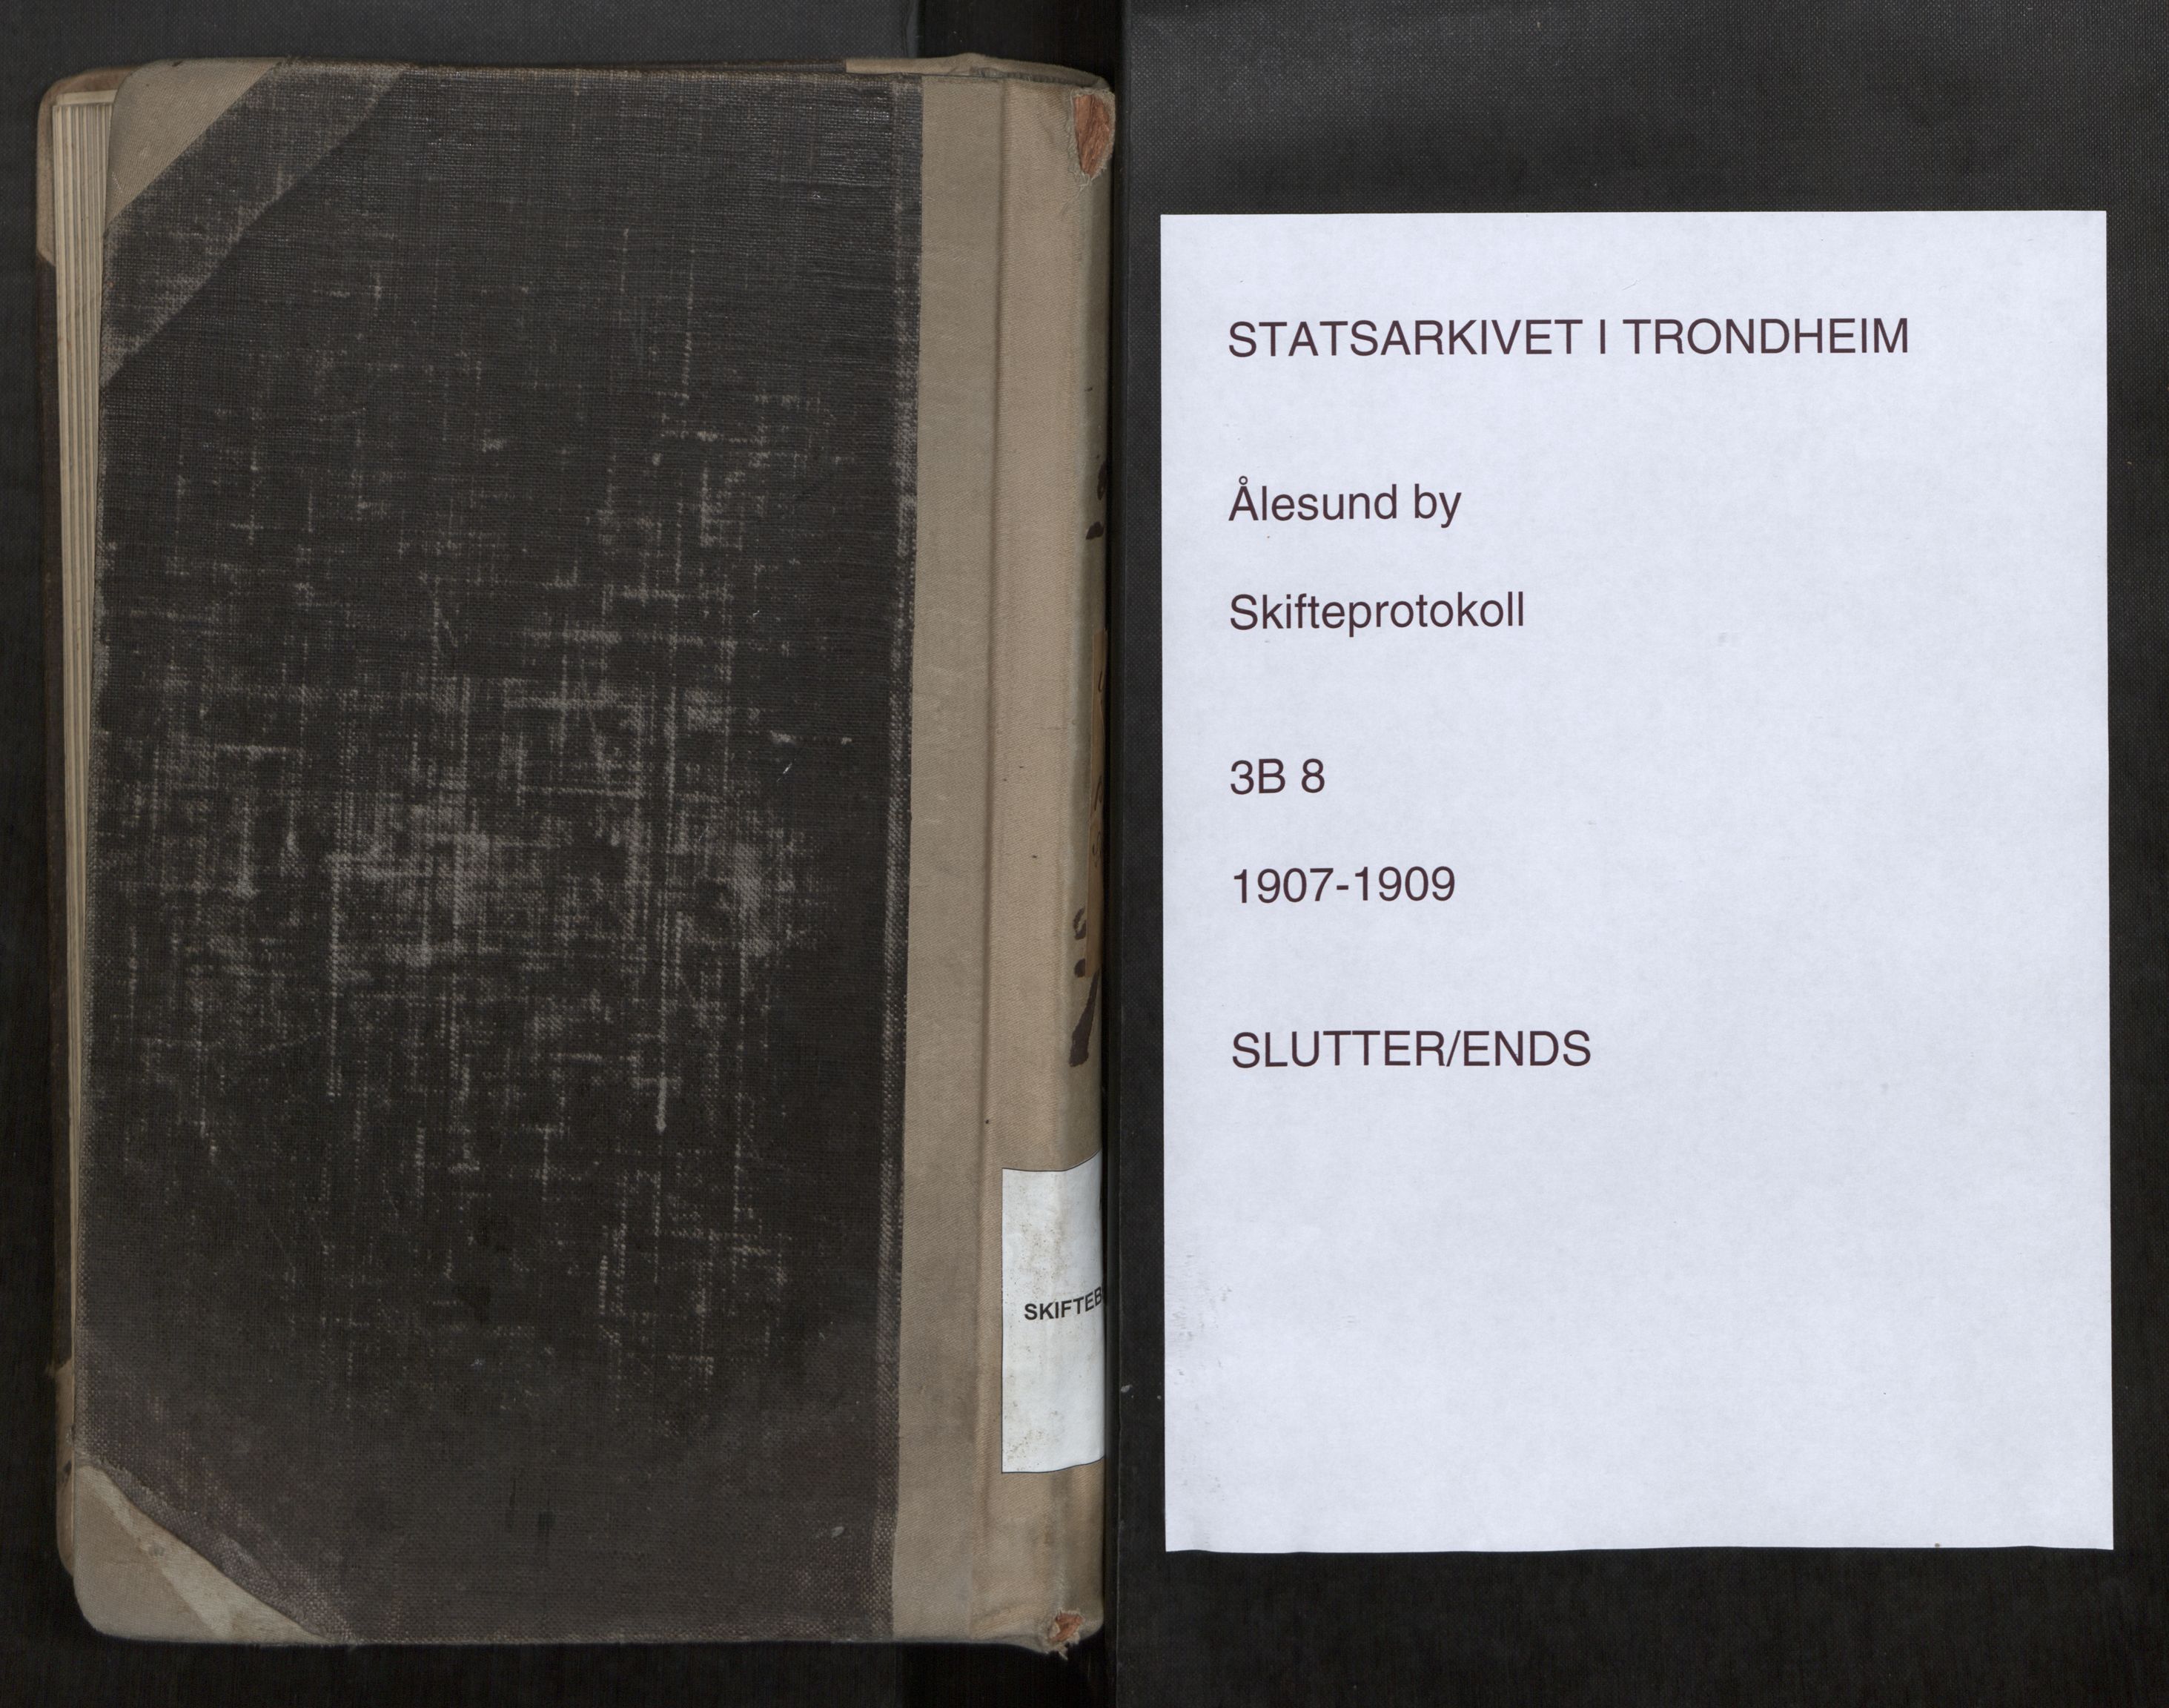 SKIFTEB
STATSARKIVET I TRONDHEIM
Ålesund by
Skifteprotokoll
3B 8
1907-1909
SLUTTER/ENDS